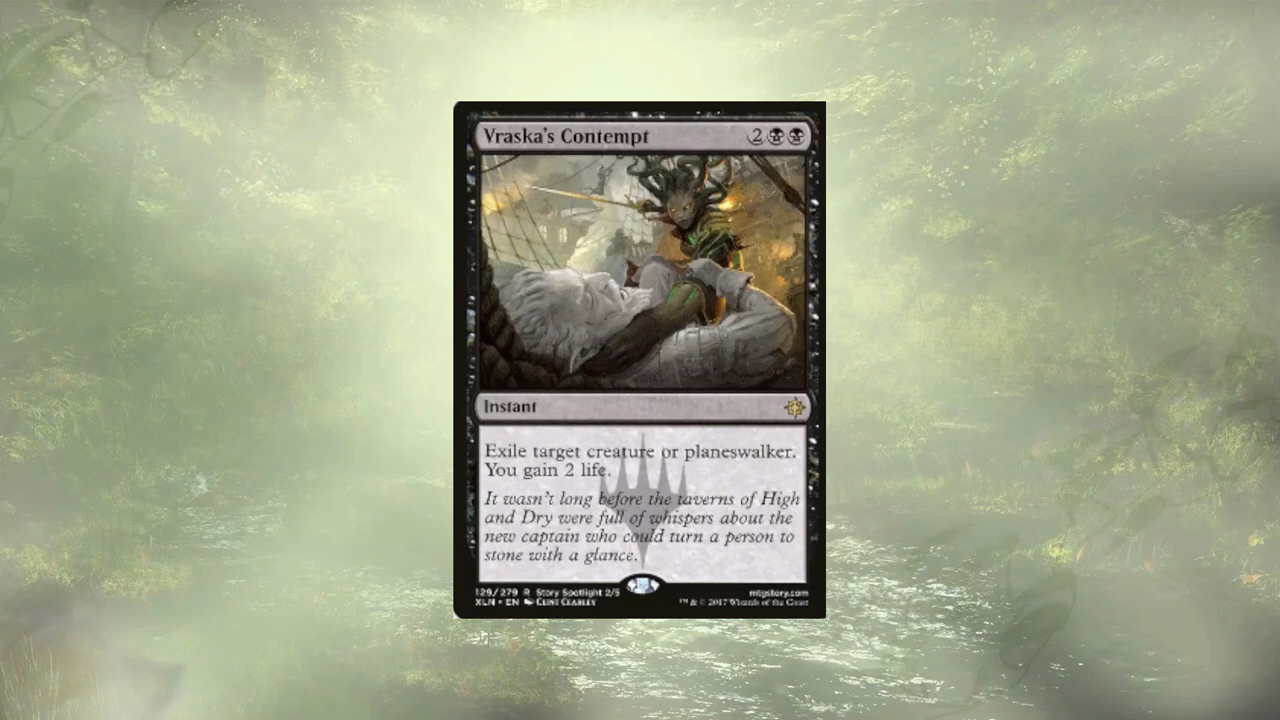 Vraska's Contempt 2
Instant
Exile target creature or planeswalker.
You gain 2 life.
It wasn't long before the taverns of High
and Dry were full of whispers about the
new captain who could turn a person to
stone with a glance.
129/279 R Story Spotlight 2/5
XLN • EN Clint Cearley
mtgstory.com
™ & © 2017 Wizards of the Coast